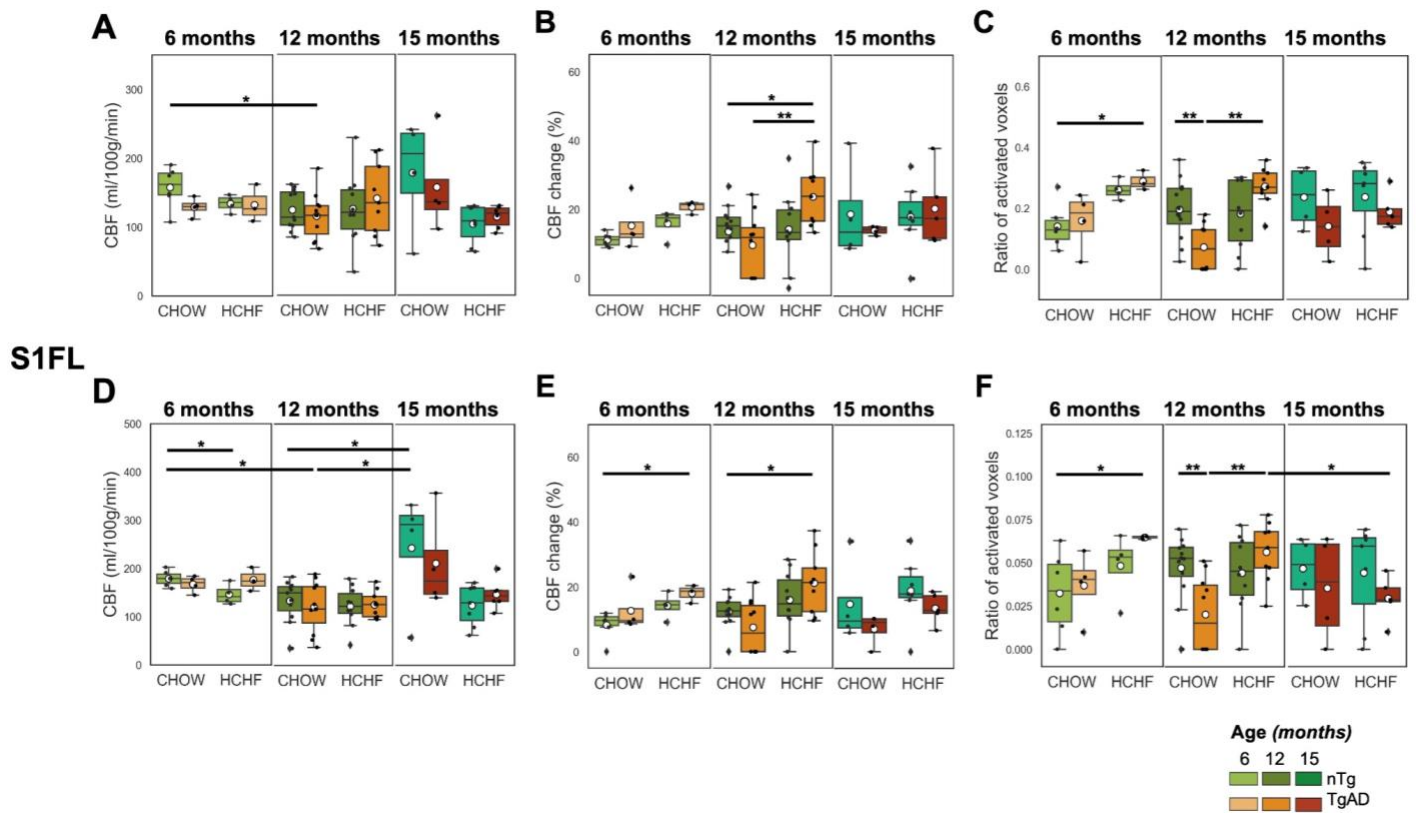 A
6 months 12 months 15 months
CBF (ml/100g/min)
300
200
100
0
*
CHOW HCHF CHOW HCHF CHOW HCHF
B
6 months 12 months 15 months
CBF change (%)
60
40
20
0
*
**
CHOW HCHF CHOW HCHF CHOW HCHF
C
6 months 12 months 15 months
Ratio of activated voxels
0.6
0.4
0.2
0.0
*
** **
CHOW HCHF CHOW HCHF CHOW HCHF
S1FL
D
6 months 12 months 15 months
CBF (ml/100g/min)
500
400
300
200
100
0
* *
* *
CHOW HCHF CHOW HCHF CHOW HCHF
E
6 months 12 months 15 months
CBF change (%)
60
40
20
0
* *
CHOW HCHF CHOW HCHF CHOW HCHF
F
6 months 12 months 15 months
Ratio of activated voxels
0.125
0.100
0.075
0.050
0.025
0.000
* ** ** *
CHOW HCHF CHOW HCHF CHOW HCHF
Age (months)
6 12 15
nTg
TgAD